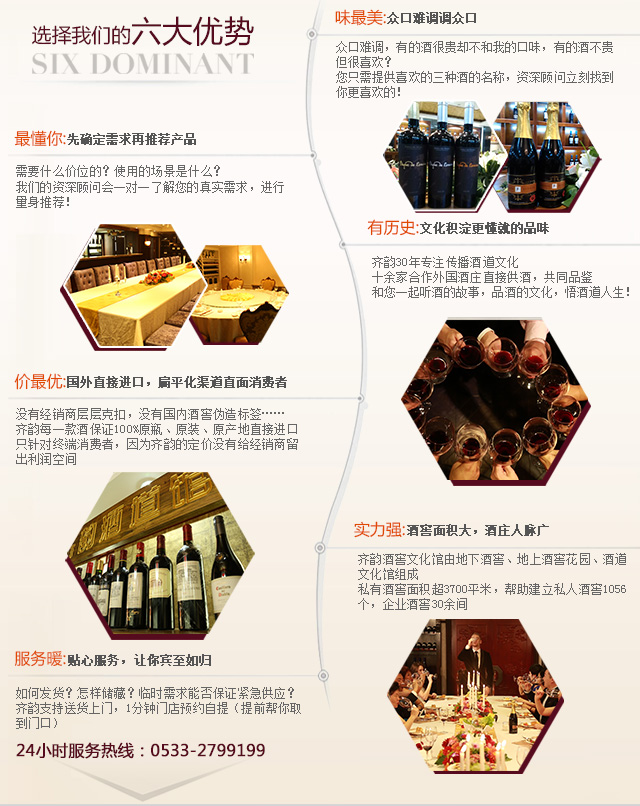 选择我们的六大优势
SIX DOMINANT
味最美:众口难调调众口
众口难调，有的酒很贵却不和我的口味，有的酒不贵
但很喜欢？
您只需提供喜欢的三种酒的名称，资深顾问立刻找到
你更喜欢的！
最懂你:先确定需求再推荐产品
需要什么价位的？使用的场景是什么？
我们的资深顾问会一对一了解您的真实需求，进行
量身推荐！
有历史:文化积淀更懂就的品味
齐韵30年专注传播酒道文化
十余家合作外国酒庄直接供酒，共同品鉴
和您一起听酒的故事，品酒的文化，悟酒道人生！
价最优:国外直接进口，扁平化渠道直面消费者
没有经销商层层克扣，没有国内酒窖伪造标签……
齐韵每一款酒保证100%原瓶、原装、原产地直接进口
只针对终端消费者，因为齐韵的定价没有给经销商留
出利润空间
酒道馆
实力强:酒窖面积大，酒庄人脉广
齐韵酒窖文化馆由地下酒窖、地上酒窖花园、酒道
文化馆组成
私有酒窖面积超3700平米，帮助建立私人酒窖1056
个，企业酒窖30余间
服务暖:贴心服务，让你宾至如归
如何发货？怎样储藏？临时需求能否保证紧急供应？
齐韵支持送货上门，1分钟门店预约自提（提前帮你取
到门口）
24小时服务热线：0533-2799199